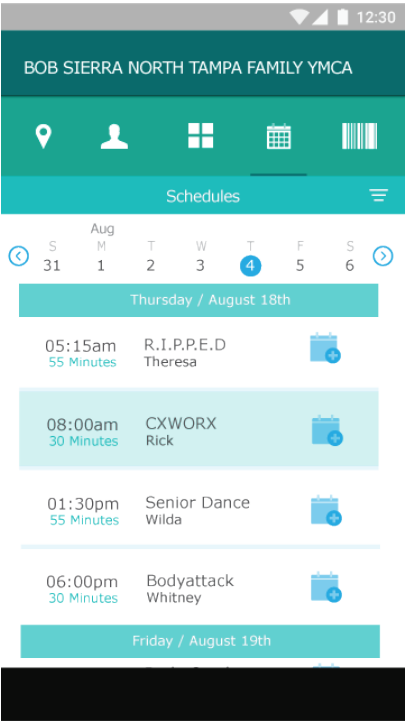 12:30
BOB SIERRA NORTH TAMPA FAMILY YMCA
Schedules
Aug
S M T W T F S
31 1 2 3 4 5 6
Thursday / August 18th
05:15am R.I.P.P.E.D
55 Minutes Theresa
08:00am CXWORX
30 Minutes Rick
01:30pm Senior Dance
55 Minutes Wilda
06:00pm Bodyattack
30 Minutes Whitney
Friday / August 19th